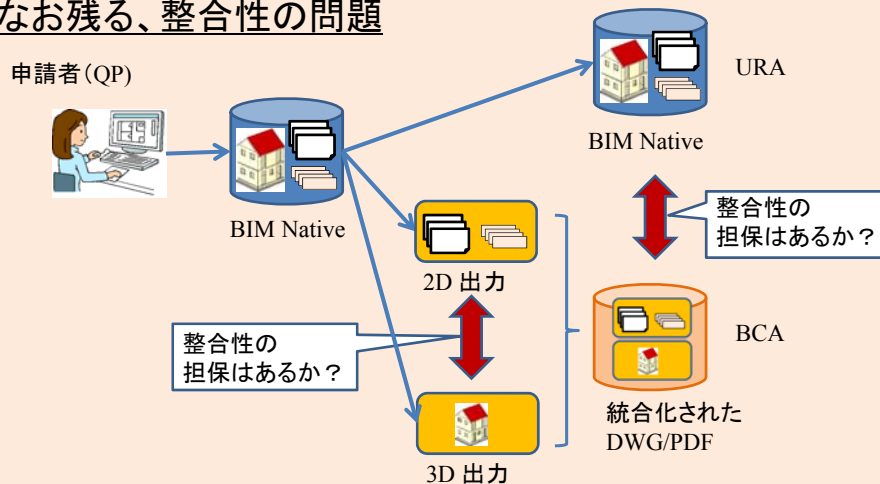 なお残る、整合性の問題
申請者（QP)
URA
BIM Native
BIM Native
整合性の
担保はあるか？
2D 出力
整合性の
担保はあるか？
BCA
統合化された
DWG/PDF
3D 出力